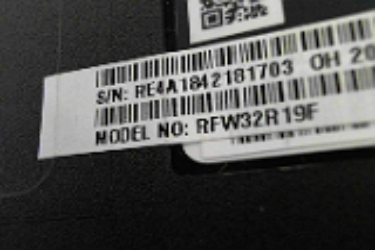 S/N: RE4A1842181703 OH 20
MODEL NO: RFW32R19F